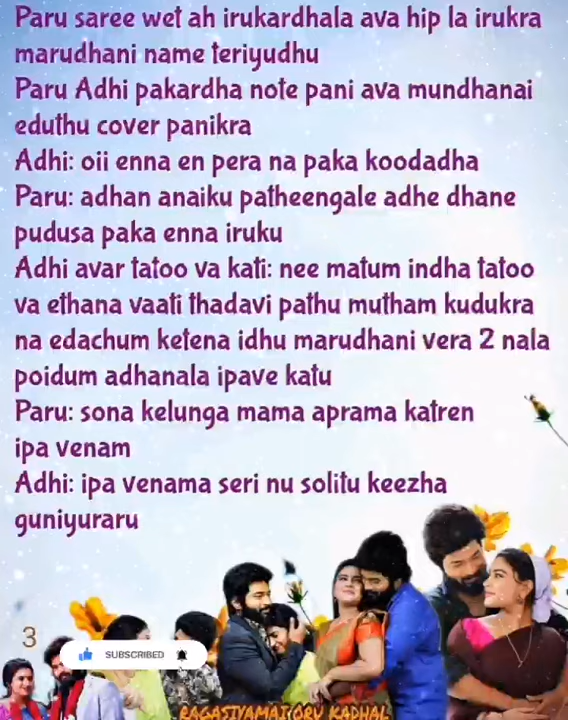 Paru saree wet ah irukardhala ava hip la irukra
marudhani name teriyudhu
Paru Adhi pakardha note pani ava mundhanai
eduthu cover panikra
Adhi: oii enna en pera na paka koodadha
Paru: adhan anaiku patheengale adhe dhane
pudusa paka enna iruku
Adhi avar tatoo va kati: nee matum indha tatoo
va ethana vaati thadavi pathu mutham kudukra
na edachum ketena idhu marudhani vera 2 nala
poidum adhanala ipave katu
Paru: sona kelunga mama aprama katren
ipa venam
Adhi: ipa venama seri nu solitu keezha
guniyuraru
3
SUBSCRIBED
RAGASIYAMAI ORU KADHAL